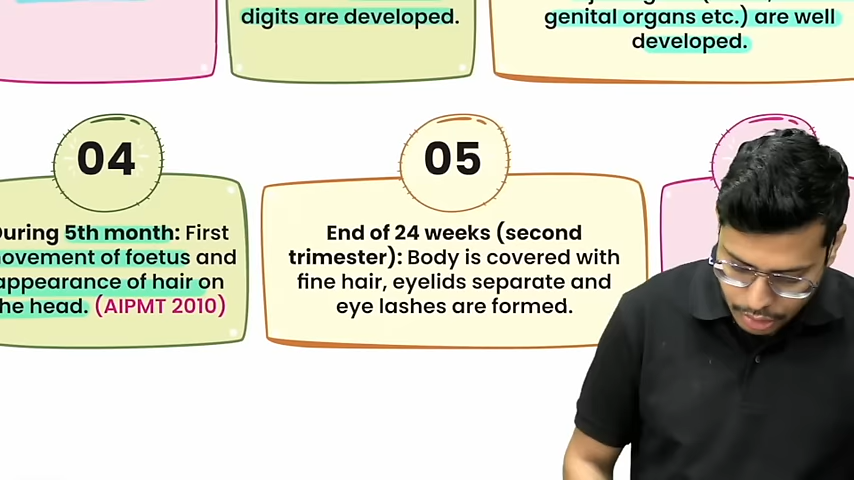 digits are developed.
genital organs etc.) are well
developed.
04
During 5th month: First
movement of foetus and
appearance of hair on
the head. (AIPMT 2010)
05
End of 24 weeks (second
trimester): Body is covered with
fine hair, eyelids separate and
eye lashes are formed.